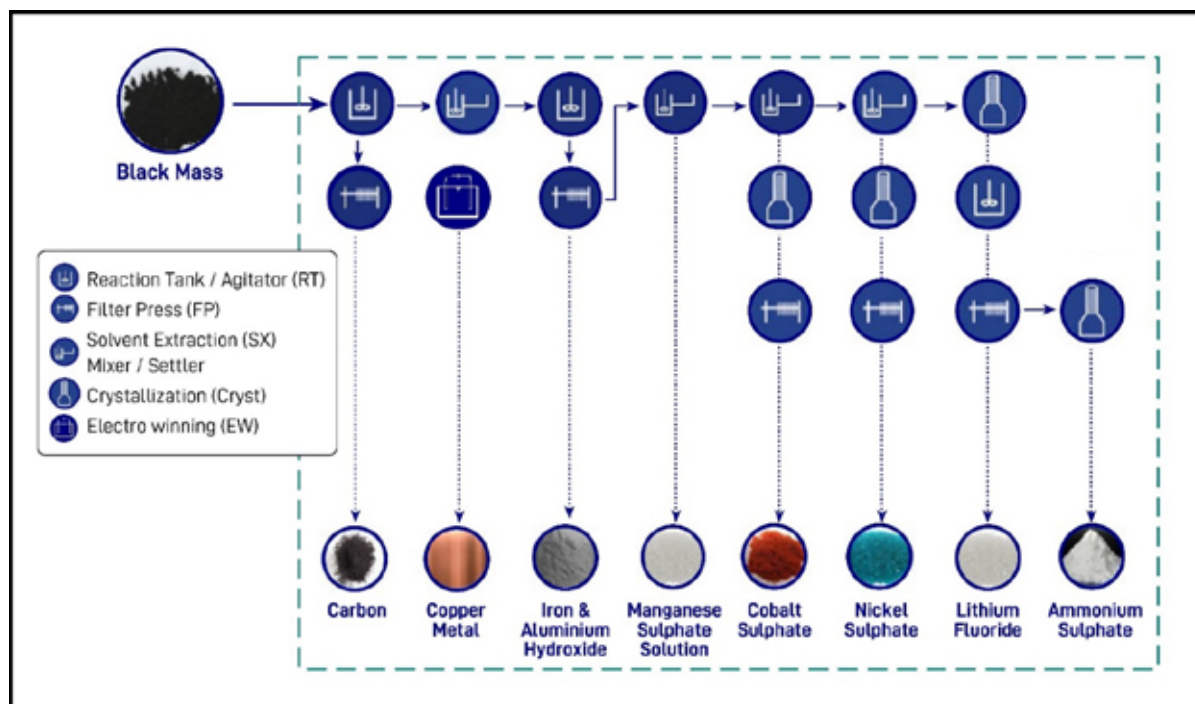 Black Mass
Reaction Tank / Agitator (RT)
Filter Press (FP)
Solvent Extraction (SX)
Mixer / Settler
Crystallization (Cryst)
Electro winning (EW)
Carbon
Copper
Metal
Iron &
Aluminium
Hydroxide
Manganese
Sulphate
Solution
Cobalt
Sulphate
Nickel
Sulphate
Lithium
Fluoride
Ammonium
Sulphate